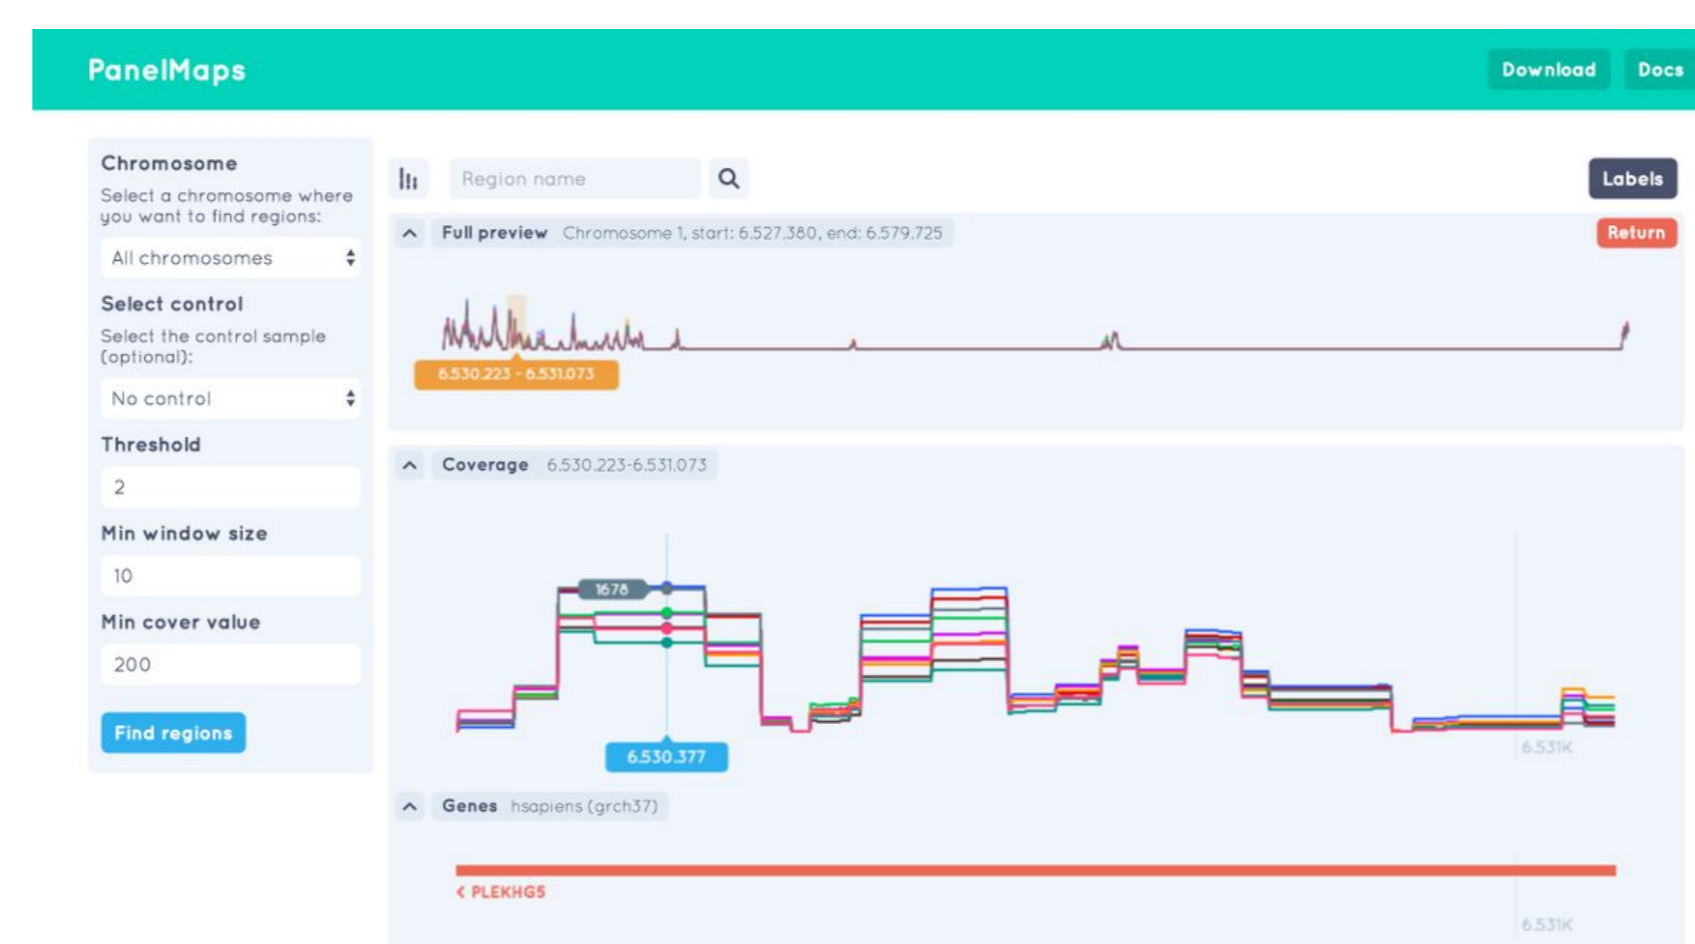 PanelMaps
Download
Docs
Chromosome
Select a chromosome where
you want to find regions:
All chromosomes
Select control
Select the control sample
(optional):
No control
Threshold
2
Min window size
10
Min cover value
200
Find regions
Region name
Labels
Full preview Chromosome 1, start: 6.527.380, end: 6.579.725
Return
6.530.223 - 6.531.073
Coverage 6.530.223-6.531.073
1678
6.530.377
6.531K
Genes hsapiens (grch37)
< PLEKHG5
6.531K